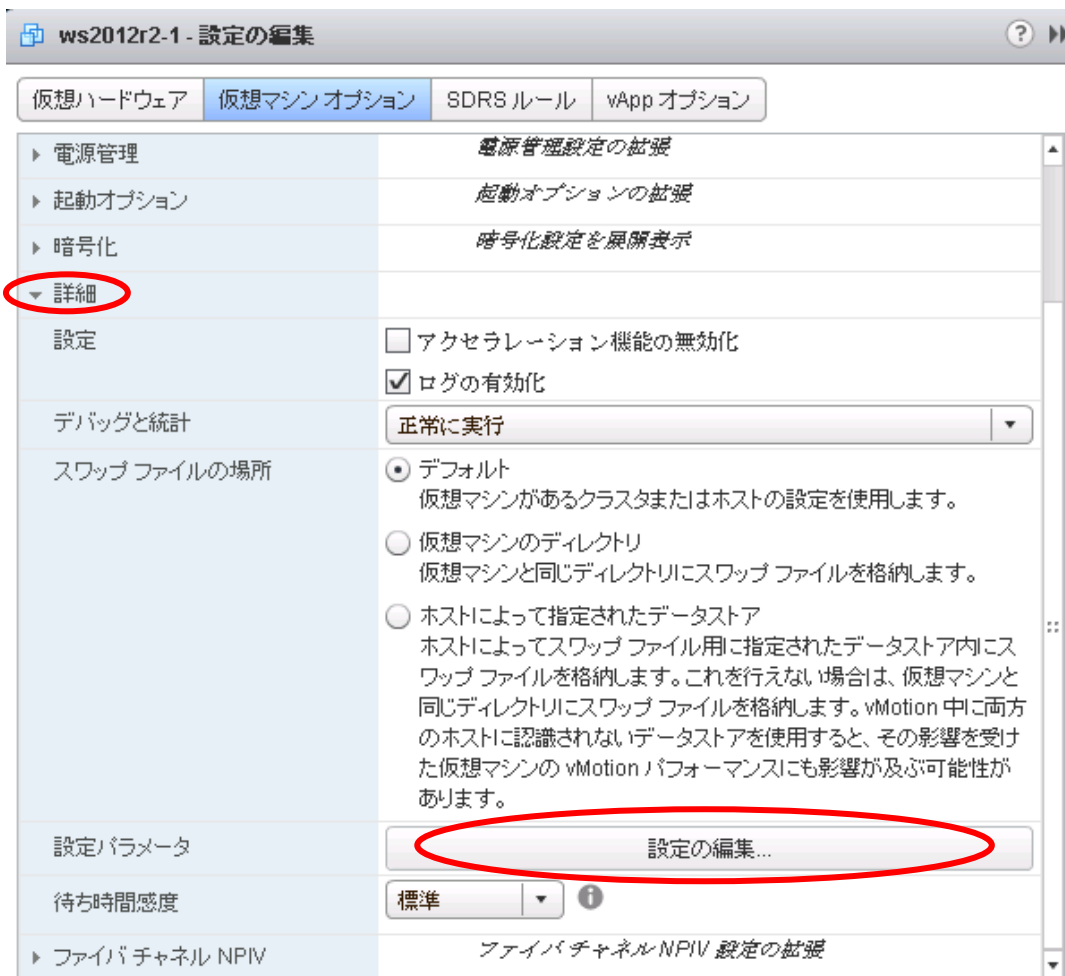 ws2012r2-1 - 設定の編集
仮想ハードウェア 仮想マシン オプション SDRS ルール vApp オプション
電源管理 電源管理設定の拡張
起動オプション 起動オプションの拡張
暗号化 暗号化設定を展開表示
詳細
設定 アクセラレーション機能の無効化
ログの有効化
デバッグと統計 正常に実行
スワップ ファイルの場所 デフォルト
仮想マシンがあるクラスタまたはホストの設定を使用します。
仮想マシンのディレクトリ
仮想マシンと同じディレクトリにスワップ ファイルを格納します。
ホストによって指定されたデータストア
ホストによってスワップ ファイル用に指定されたデータストア内にス
ワップ ファイルを格納します。これを行えない場合は、仮想マシンと
同じディレクトリにスワップ ファイルを格納します。vMotion 中に両方
のホストに認識されないデータストアを使用すると、その影響を受け
た仮想マシンの vMotion パフォーマンスにも影響が及ぶ可能性が
あります。
設定パラメータ 設定の編集...
待ち時間感度 標準
ファイバ チャネル NPIV ファイバ チャネル NPIV 設定の拡張